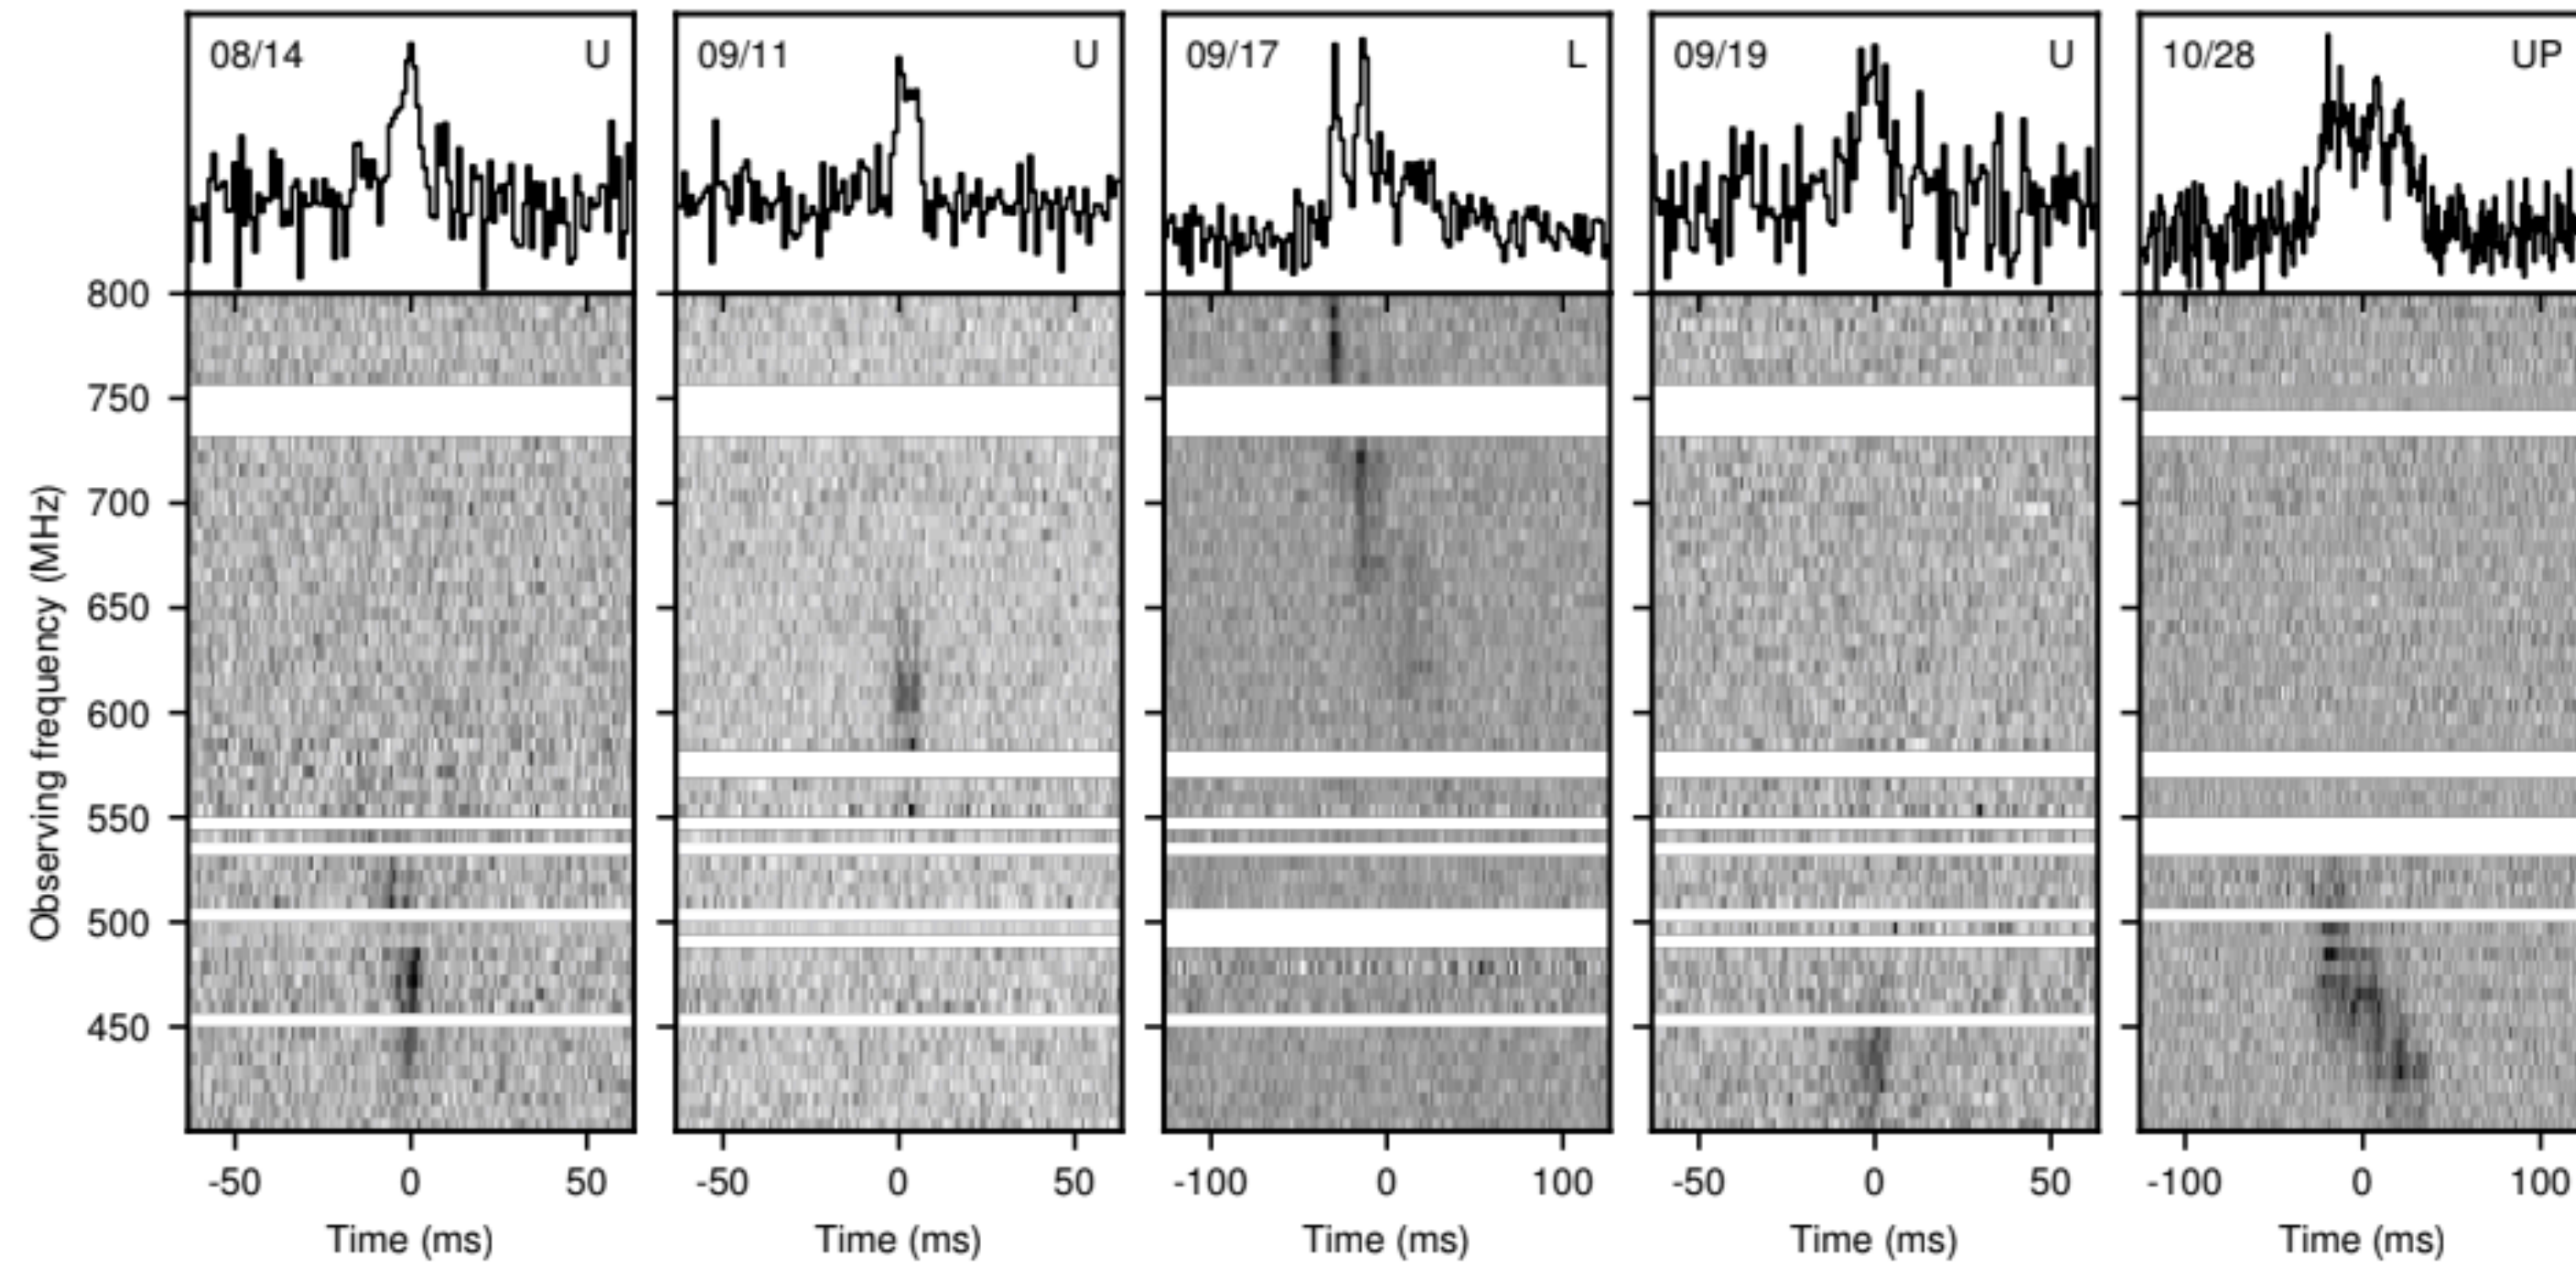 08/14 U 09/11 U 09/17 L 09/19 U 10/28 UP
800
750
700
650
600
550
500
450
Observing frequency (MHz)
-50 0 50 -50 0 50 -100 0 100 -50 0 50 -100 0 100
Time (ms) Time (ms) Time (ms) Time (ms) Time (ms)